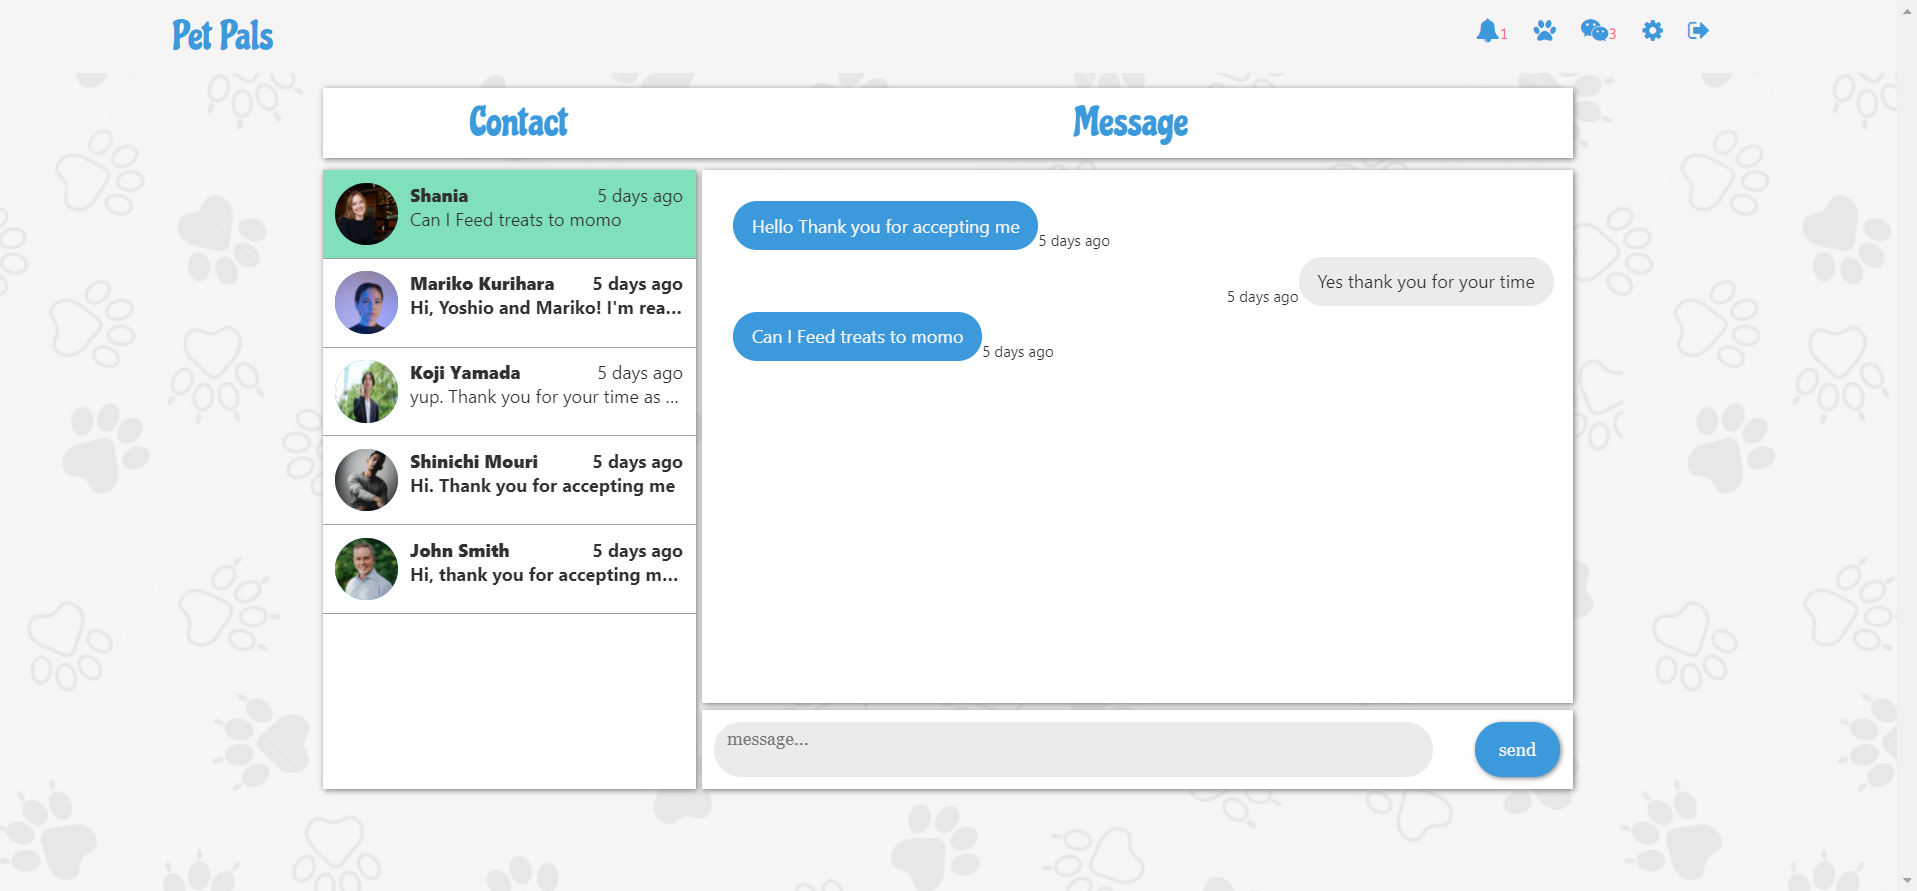 Pet Pals
1
3
Contact
Message
Shania 5 days ago
Can I Feed treats to momo
Mariko Kurihara 5 days ago
Hi, Yoshio and Mariko! I'm rea...
Koji Yamada 5 days ago
yup. Thank you for your time as ...
Shinichi Mouri 5 days ago
Hi. Thank you for accepting me
John Smith 5 days ago
Hi, thank you for accepting m...
Hello Thank you for accepting me 5 days ago
5 days ago Yes thank you for your time
Can I Feed treats to momo 5 days ago
message...
send